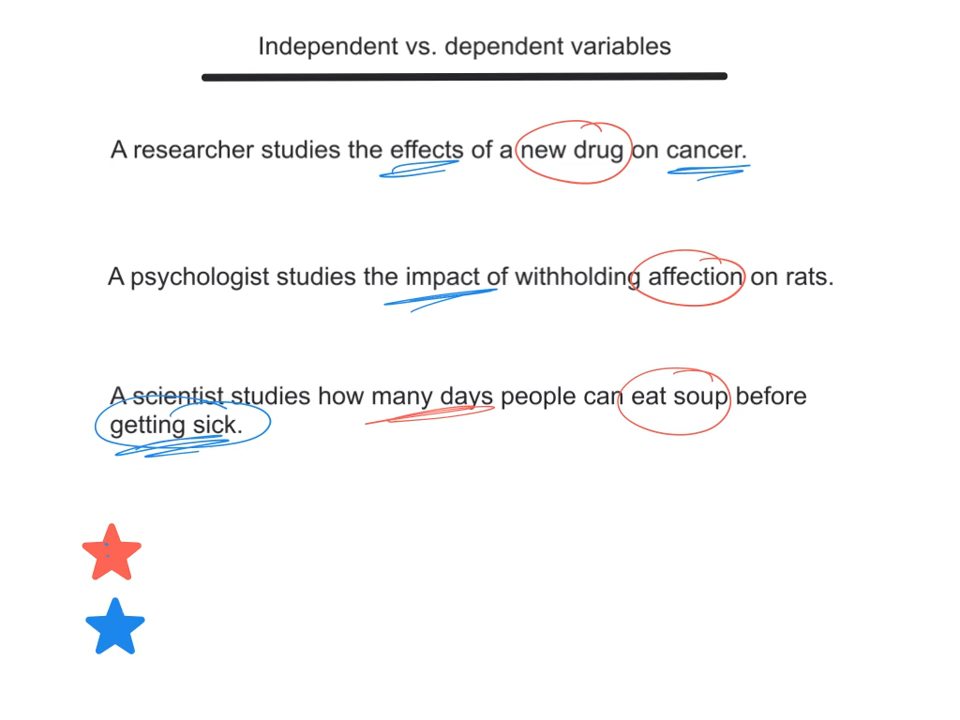 Independent vs. dependent variables
A researcher studies the effects of a new drug on cancer.
A psychologist studies the impact of withholding affection on rats.
A scientist studies how many days people can eat soup before
getting sick.